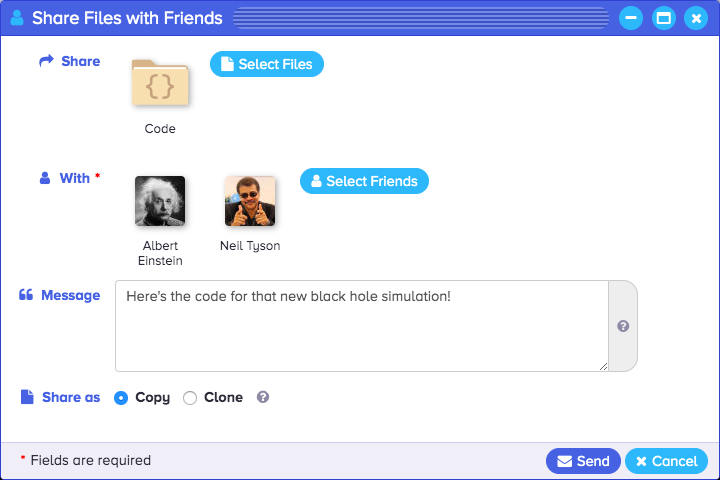 Share Files with Friends
Share
{}
Select Files
Code
With *
Select Friends
Albert
Einstein
Neil Tyson
Message
Here's the code for that new black hole simulation!
?
Share as
Copy
Clone
?
* Fields are required
Send
Cancel